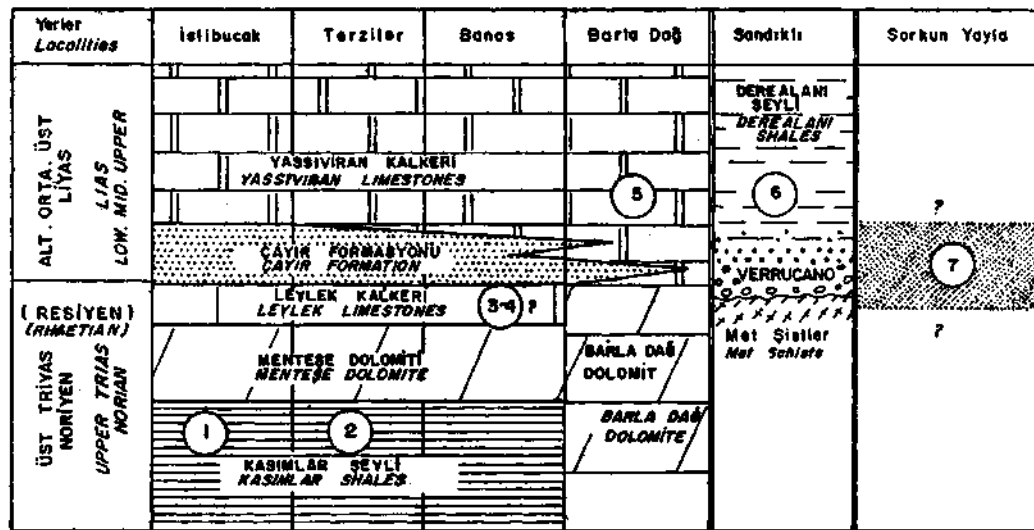 Yerler
Localities
İstibucak
Terziler
Banas
Barla Dağ
Sandıklı
Sorkun Yayla
ALT. ORTA. ÜST
LİYAS
LIAS
LOW. MID. UPPER
YASSIVİRAN KALKERİ
YASSIVIRAN LIMESTONES
5
DEREALANI
ŞEYLİ
DEREALANI
SHALES
6
ÇAYIR FORMASYONU
ÇAYIR FORMATION
VERRUCANO
?
7
?
(RESİYEN)
(RHAETIAN)
LEYLEK KALKERİ
LEYLEK LIMESTONES
3-4 ?
Met Şistler
Met Schists
ÜST TRİYAS
NORİYEN
UPPER TRIAS
NORIAN
MENTEŞE DOLOMİTİ
MENTEŞE DOLOMITE
BARLA DAĞ
DOLOMİT
BARLA DAĞ
DOLOMITE
1
2
KASIMLAR ŞEYLİ
KASIMLAR SHALES